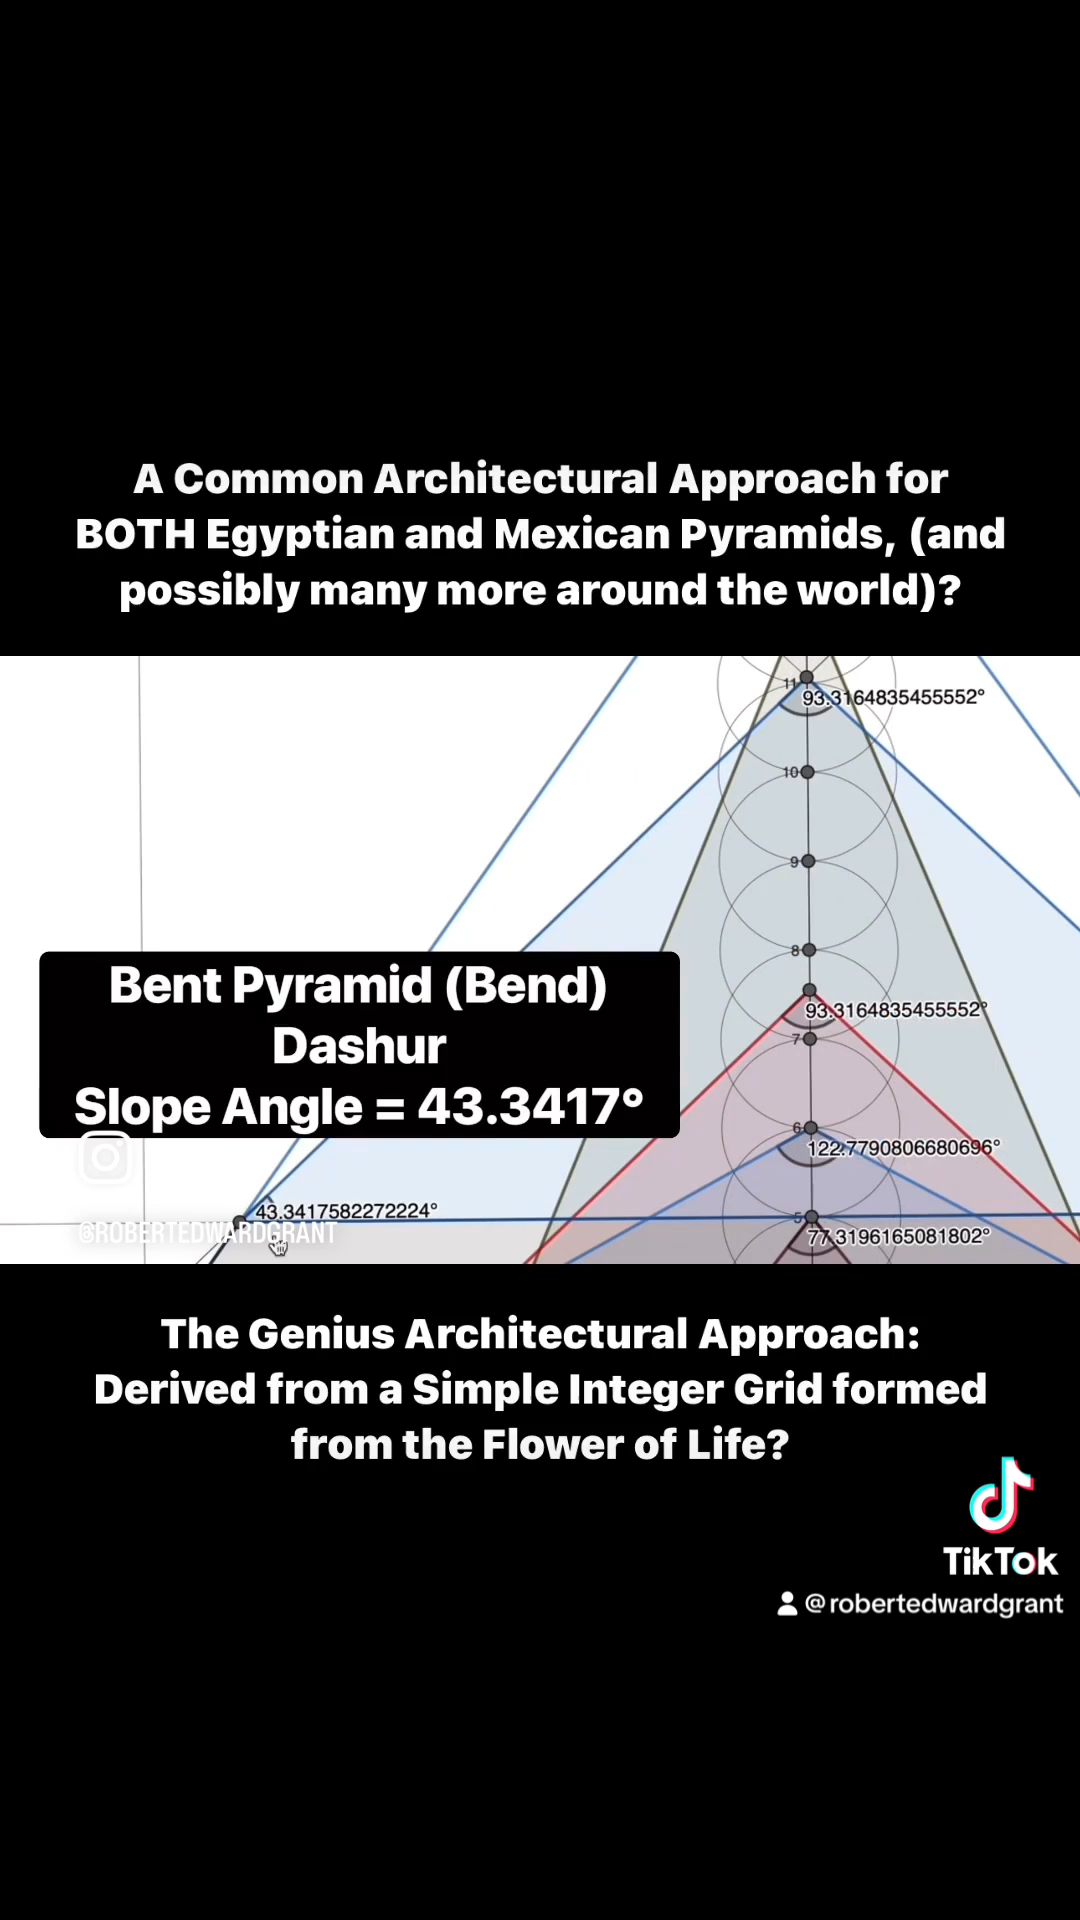 A Common Architectural Approach for
BOTH Egyptian and Mexican Pyramids, (and
possibly many more around the world)?
11
93.3164835455552°
10
9
8
93.3164835455552°
7
Bent Pyramid (Bend)
Dashur
Slope Angle = 43.3417°
6
122.7790806680696°
43.3417582272224°
5
@ROBERTEDWARDGRANT
77.3196165081802°
The Genius Architectural Approach:
Derived from a Simple Integer Grid formed
from the Flower of Life?
TikTok
@robertedwardgrant